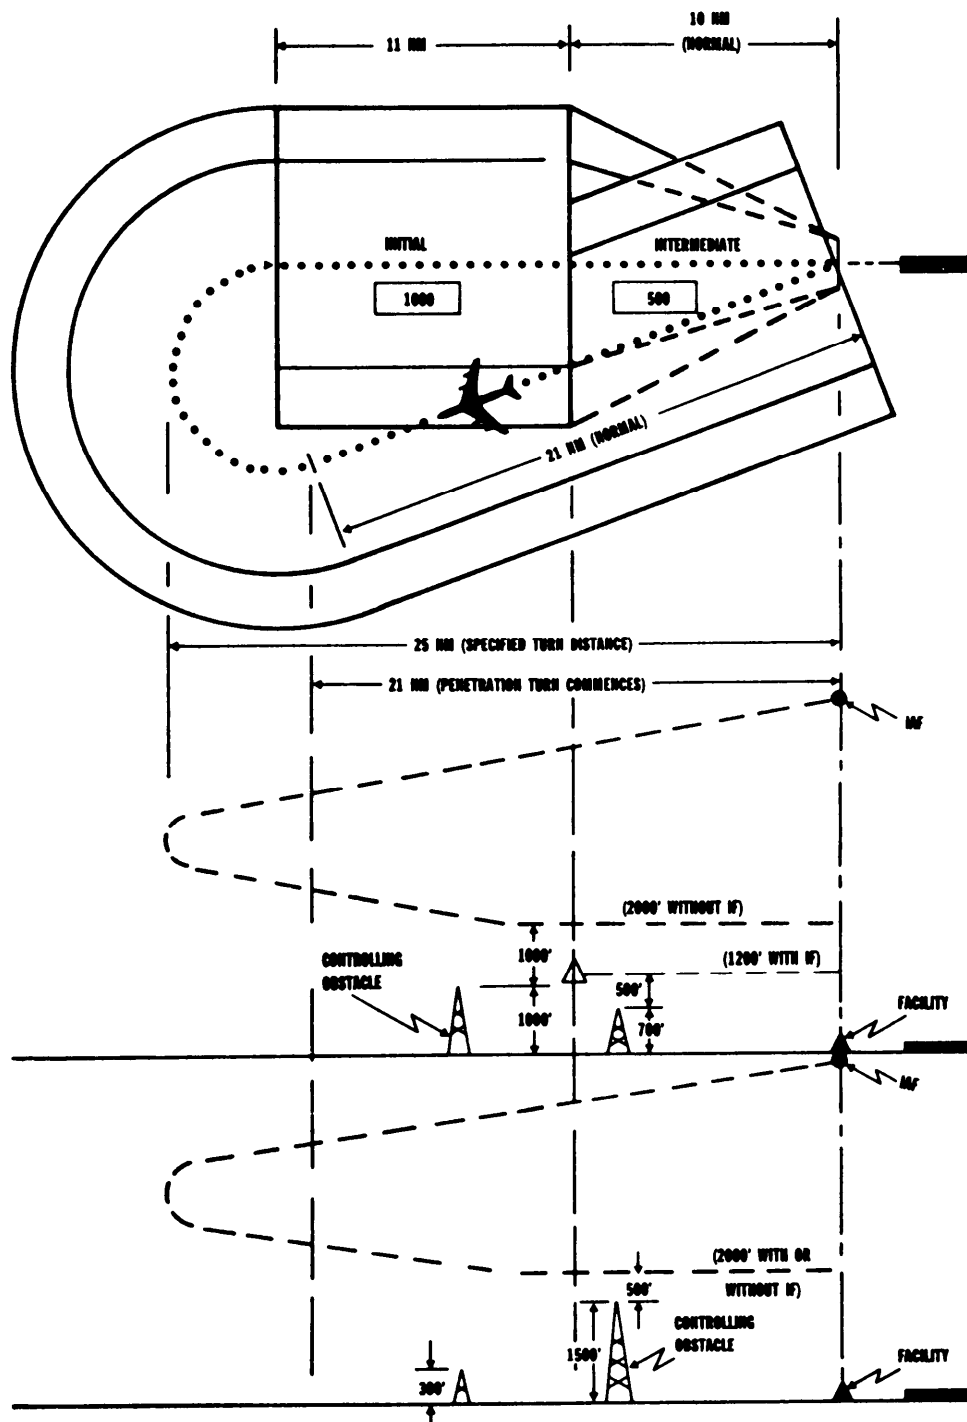 10 NM
11 NM
(NORMAL)
INITIAL
INTERMEDIATE
1000
500
21 NM (NORMAL)
25 NM (SPECIFIED TURN DISTANCE)
21 NM (PENETRATION TURN COMMENCES)
IAF
(2000' WITHOUT IF)
1000'
(1200' WITH IF)
CONTROLLING
OBSTACLE
500'
1000'
700'
FACILITY
IAF
(2000' WITH OR
WITHOUT IF)
500'
CONTROLLING
OBSTACLE
1500'
FACILITY
300'